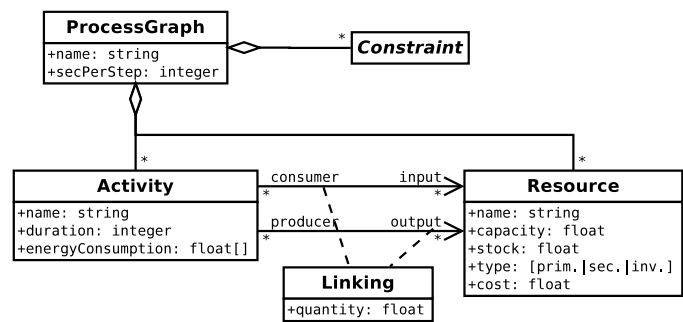 ProcessGraph
+name: string
+secPerStep: integer
*
Constraint
*
*
Activity
+name: string
+duration: integer
+energyConsumption: float[]
consumer
input
*
*
producer
output
*
*
Resource
+name: string
+capacity: float
+stock: float
+type: [prim.|sec.|inv.]
+cost: float
Linking
+quantity: float